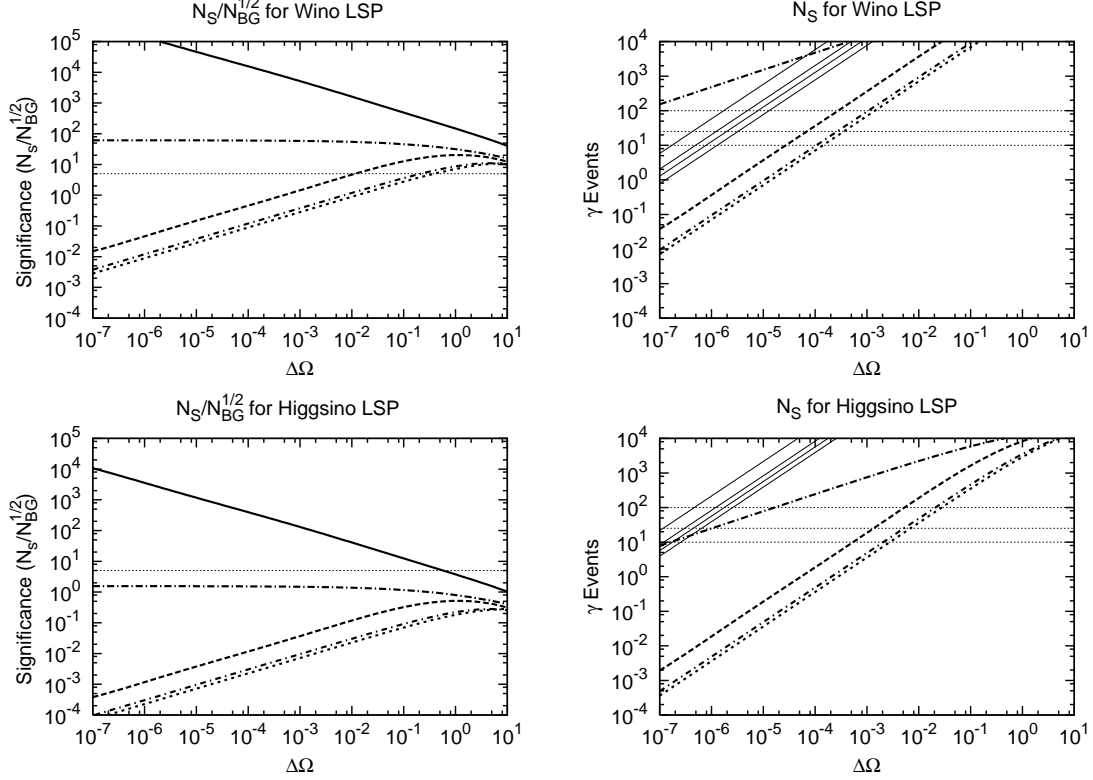 N_S/N_BG^1/2 for Wino LSP
Significance (N_s/N_BG^1/2)
10^5
10^4
10^3
10^2
10^1
10^0
10^-1
10^-2
10^-3
10^-4
10^-7 10^-6 10^-5 10^-4 10^-3 10^-2 10^-1 10^0 10^1
ΔΩ
N_S for Wino LSP
γ Events
10^4
10^3
10^2
10^1
10^0
10^-1
10^-2
10^-3
10^-4
10^-7 10^-6 10^-5 10^-4 10^-3 10^-2 10^-1 10^0 10^1
ΔΩ
N_S/N_BG^1/2 for Higgsino LSP
Significance (N_s/N_BG^1/2)
10^5
10^4
10^3
10^2
10^1
10^0
10^-1
10^-2
10^-3
10^-4
10^-7 10^-6 10^-5 10^-4 10^-3 10^-2 10^-1 10^0 10^1
ΔΩ
N_S for Higgsino LSP
γ Events
10^4
10^3
10^2
10^1
10^0
10^-1
10^-2
10^-3
10^-4
10^-7 10^-6 10^-5 10^-4 10^-3 10^-2 10^-1 10^0 10^1
ΔΩ